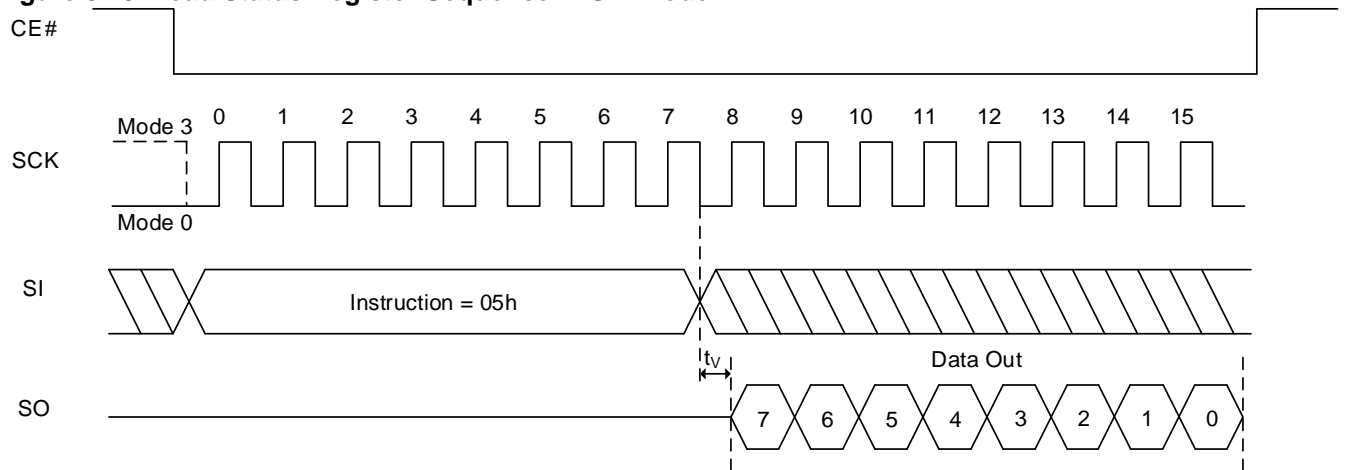 CE#
Mode 3
0 1 2 3 4 5 6 7 8 9 10 11 12 13 14 15
SCK
Mode 0
SI
Instruction = 05h
tV
Data Out
SO
7 6 5 4 3 2 1 0